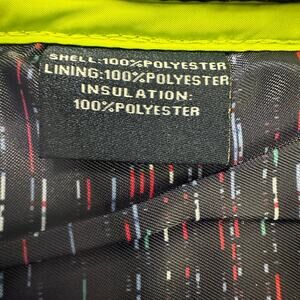 SHELL:100%POLYESTER
LINING:100%POLYESTER
INSULATION:
100%POLYESTER